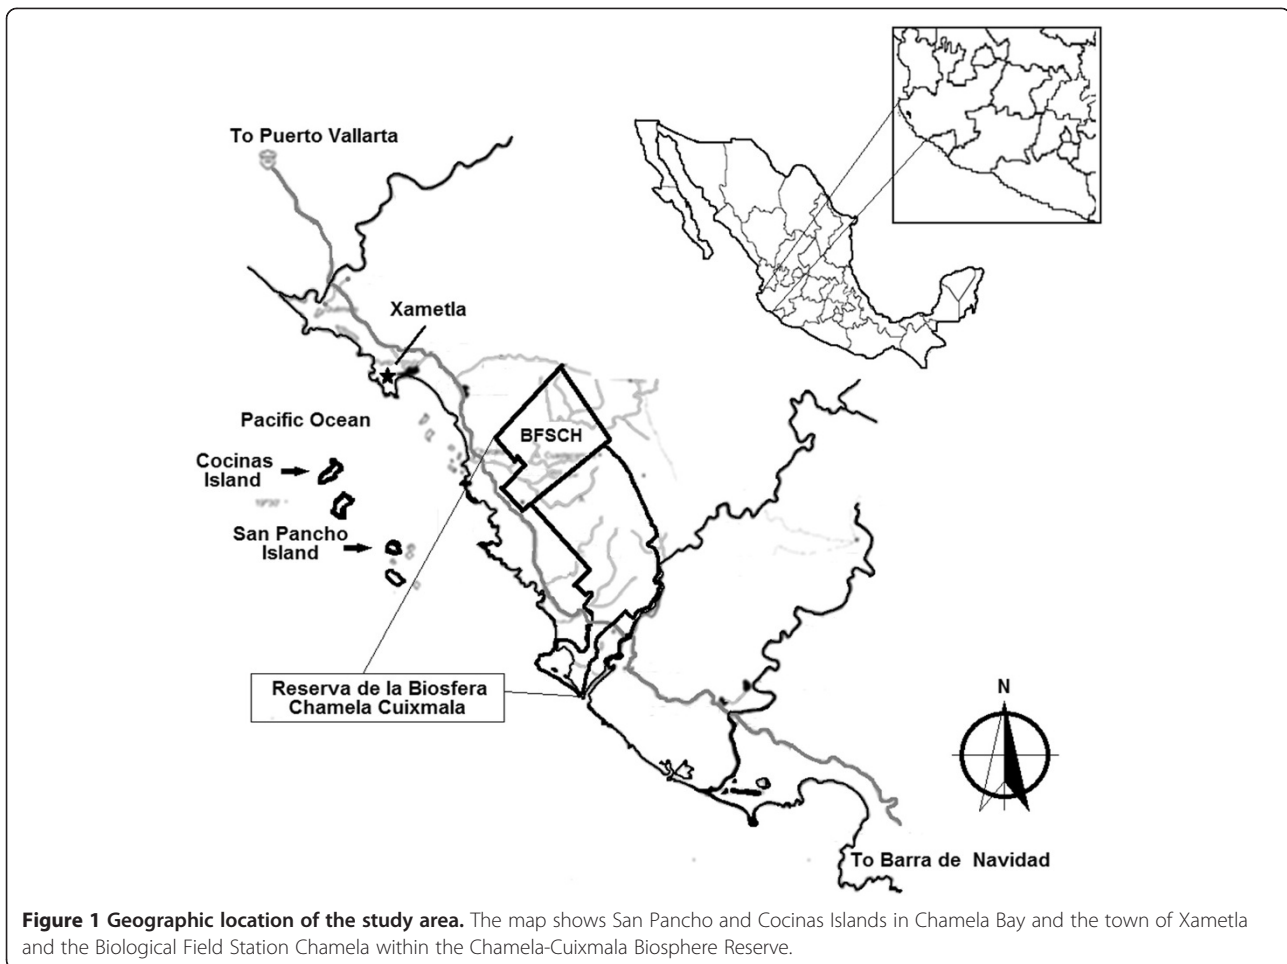 To Puerto Vallarta
Xametla
Pacific Ocean
BFSCH
Cocinas
Island
San Pancho
Island
Reserva de la Biosfera
Chamela Cuixmala
N
To Barra de Navidad
Figure 1 Geographic location of the study area. The map shows San Pancho and Cocinas Islands in Chamela Bay and the town of Xametla
and the Biological Field Station Chamela within the Chamela-Cuixmala Biosphere Reserve.